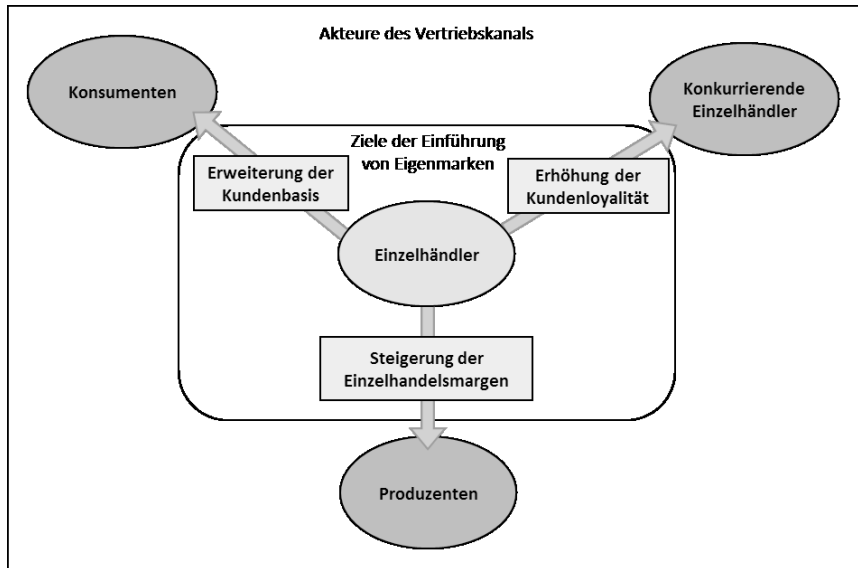 Akteure des Vertriebskanals
Konsumenten
Konkurrierende
Einzelhändler
Ziele der Einführung
von Eigenmarken
Erweiterung der
Kundenbasis
Erhöhung der
Kundenloyalität
Einzelhändler
Steigerung der
Einzelhandelsmargen
Produzenten